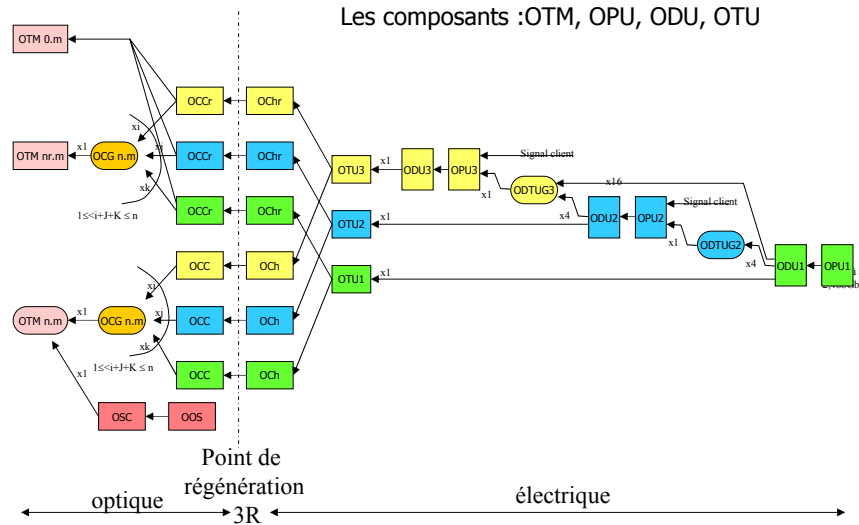 Les composants :OTM, OPU, ODU, OTU
OTM 0.m
OCCr
OChr
xi
x1
OTM nr.m
OCG n.m
xj
OCCr
OChr
xk
1≤<i+J+K ≤ n
OCCr
OChr
OTU3
x1
ODU3
OPU3
Signal client
x1
ODTUG3
x16
OTU2
x1
x4
ODU2
OPU2
Signal client
x1
ODTUG2
x4
OTU1
x1
ODU1
OPU1
OCC
OCh
xi
x1
OTM n.m
OCG n.m
xj
OCC
OCh
xk
1≤<i+J+K ≤ n
OCC
OCh
x1
OSC
OOS
Point de
régénération
3R
optique
électrique